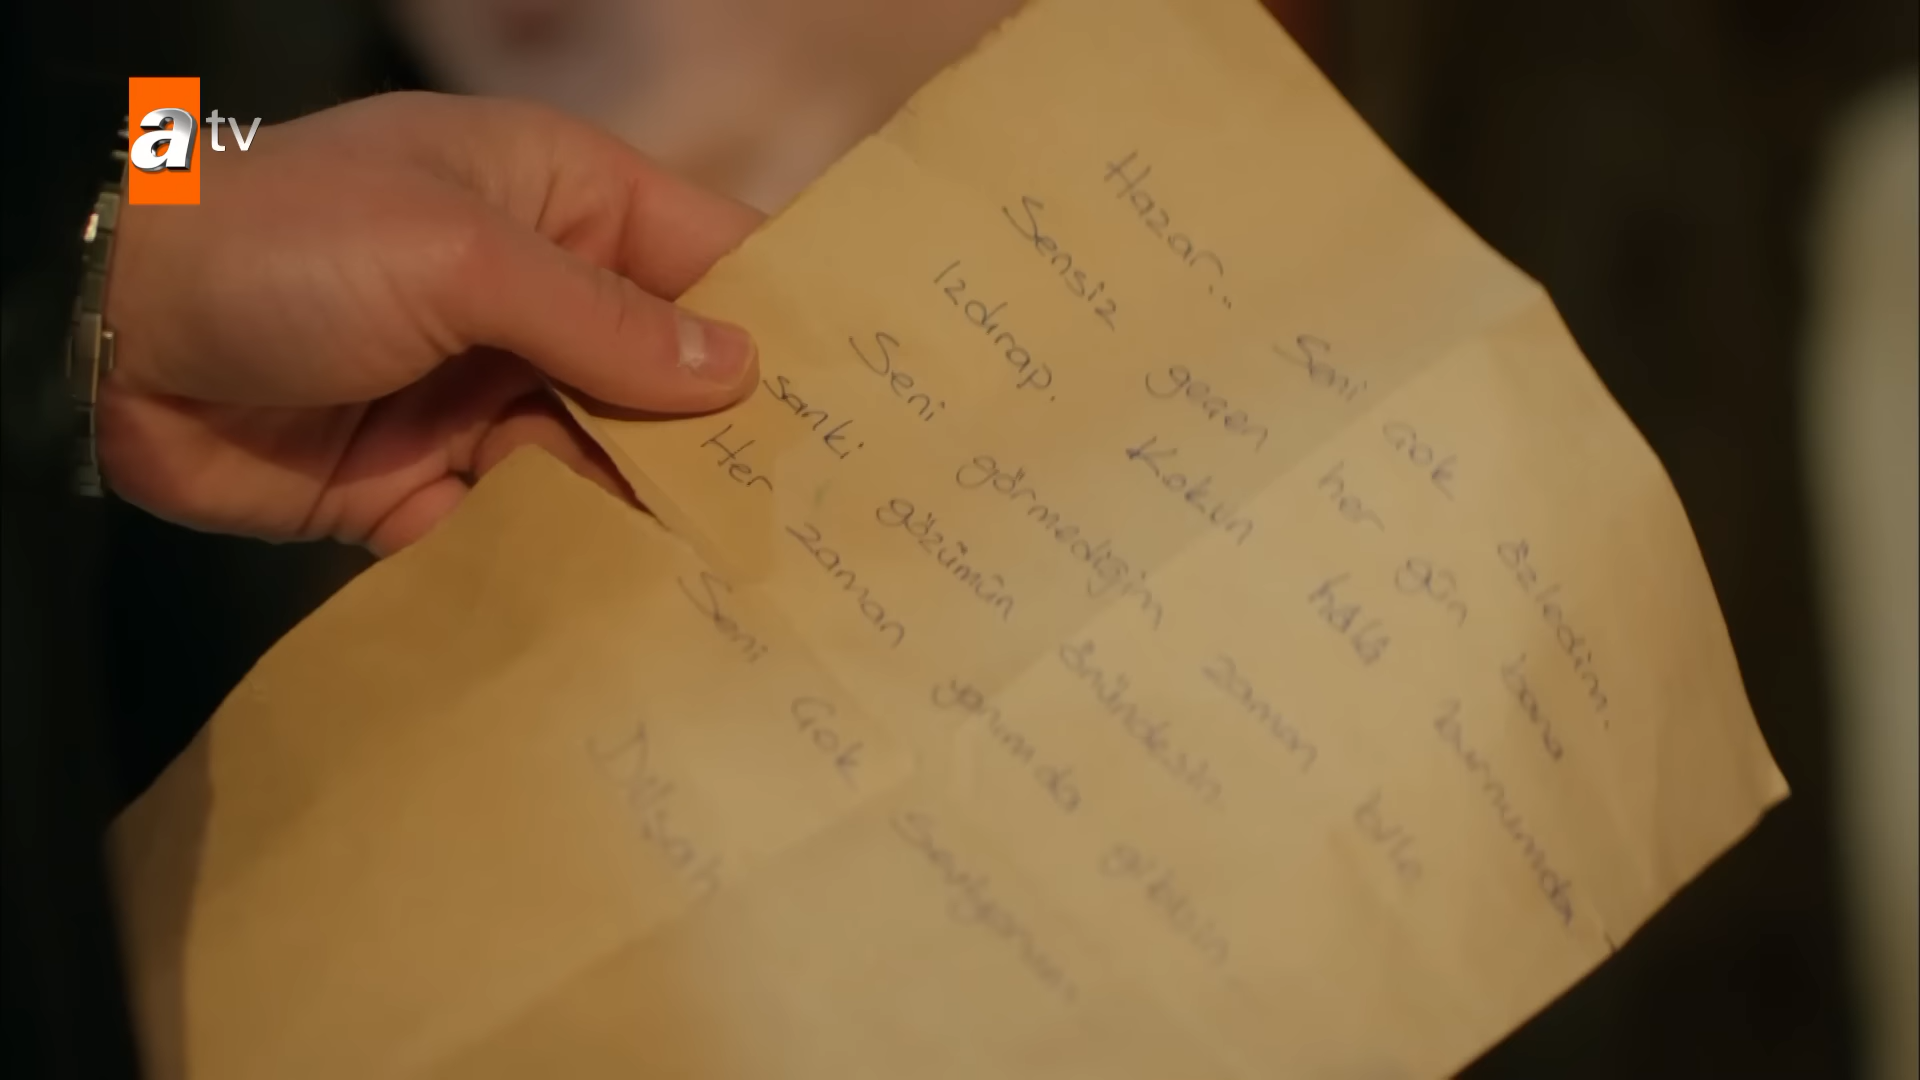 atv
Hazar.. Seni çok özledim.
Sensiz geçen her gün bana
Izdırap. Kokun hala burnumda,
Seni görmediğim zaman bile
sanki gözümün önündesin
Her zaman yanımda gibisin
Seni çok seviyorum.
Dilşah